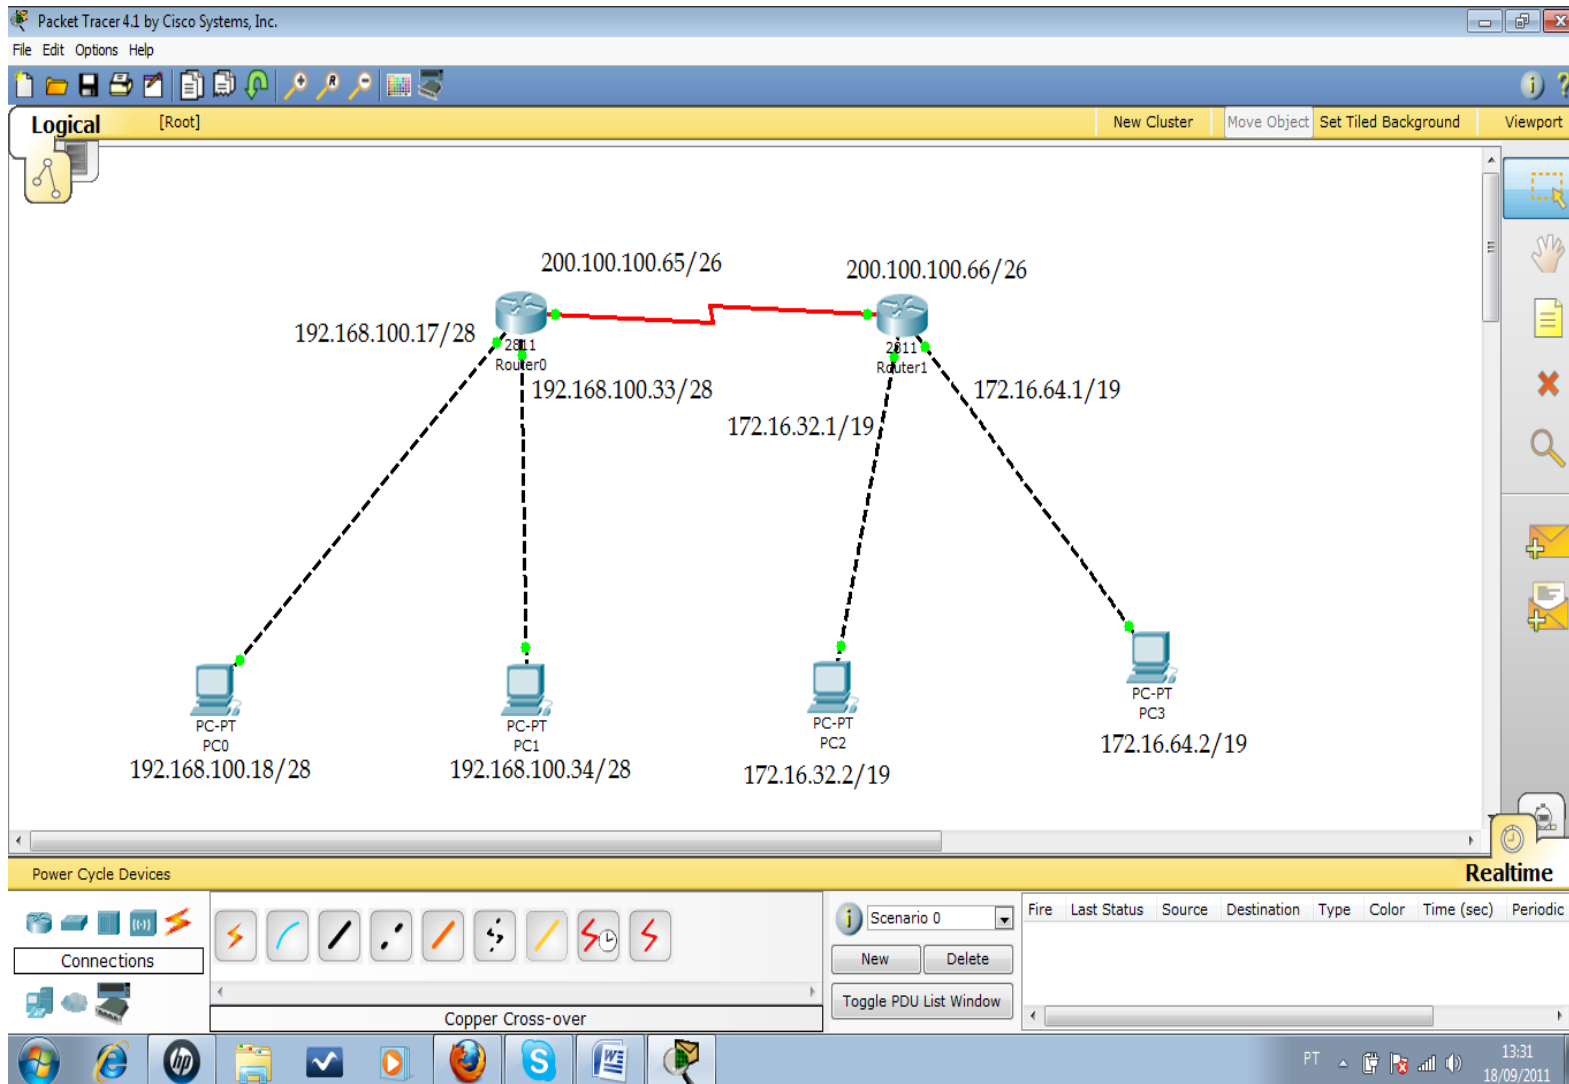 Packet Tracer 4.1 by Cisco Systems, Inc.
File Edit Options Help
Logical [Root] New Cluster Move Object Set Tiled Background Viewport
200.100.100.65/26
200.100.100.66/26
192.168.100.17/28
2811
Router0
2811
Router1
192.168.100.33/28
172.16.64.1/19
172.16.32.1/19
PC-PT
PC0
192.168.100.18/28
PC-PT
PC1
192.168.100.34/28
PC-PT
PC2
172.16.32.2/19
PC-PT
PC3
172.16.64.2/19
Power Cycle Devices
Realtime
Connections
Copper Cross-over
Scenario 0
New Delete
Toggle PDU List Window
Fire Last Status Source Destination Type Color Time (sec) Periodic
PT
13:31
18/09/2011